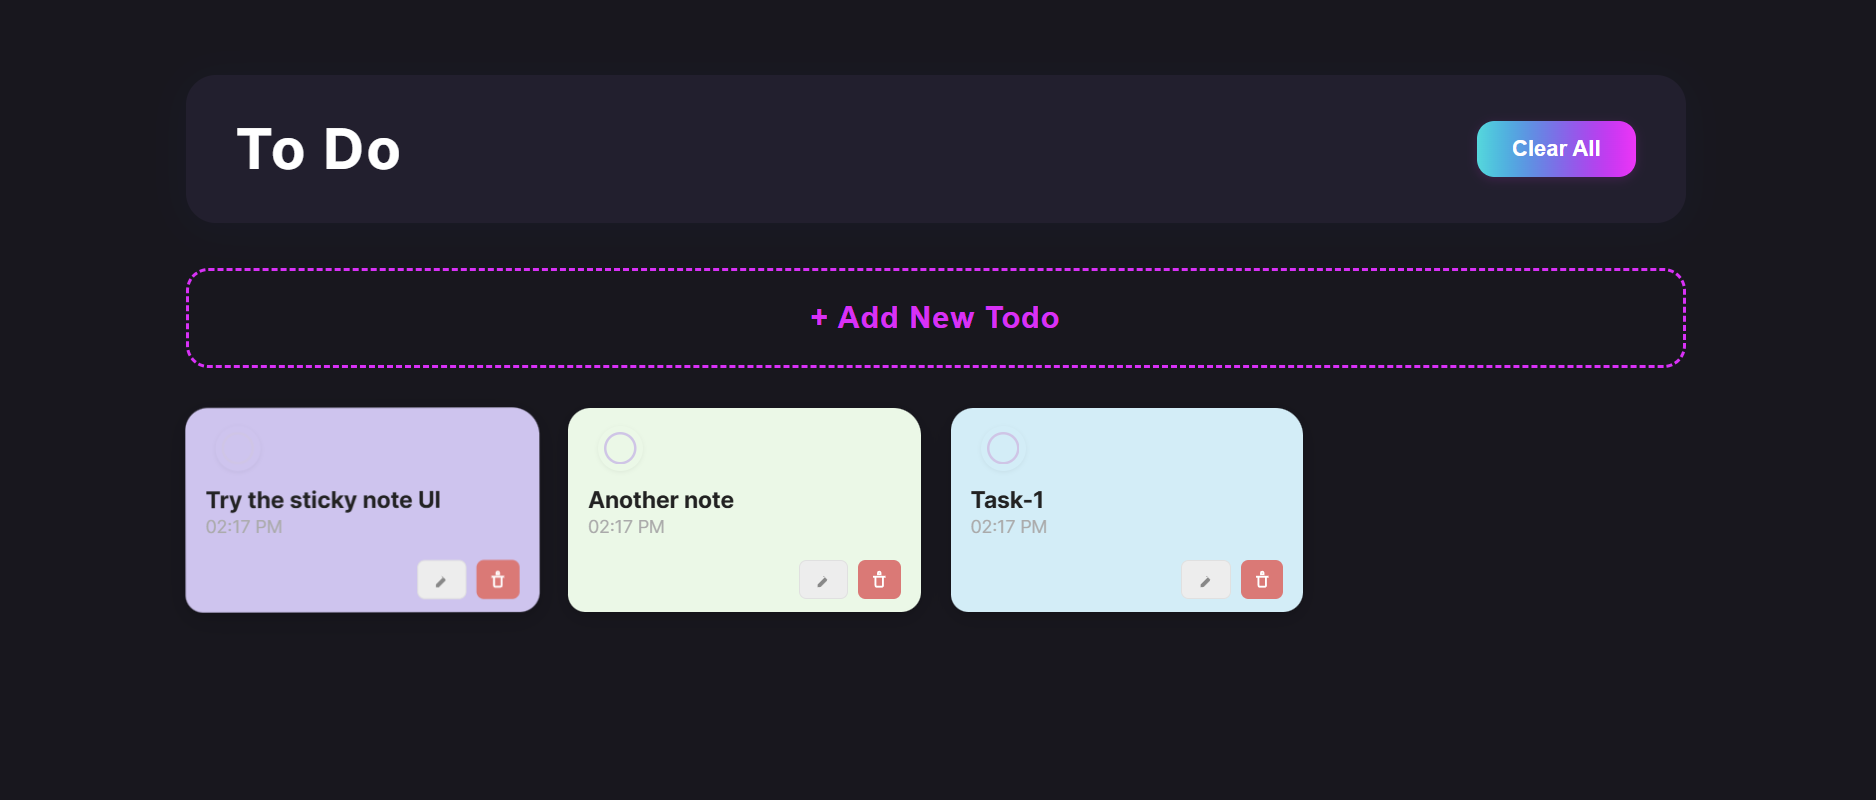 To Do
Clear All
+ Add New Todo
Try the sticky note UI
02:17 PM
Another note
02:17 PM
Task-1
02:17 PM